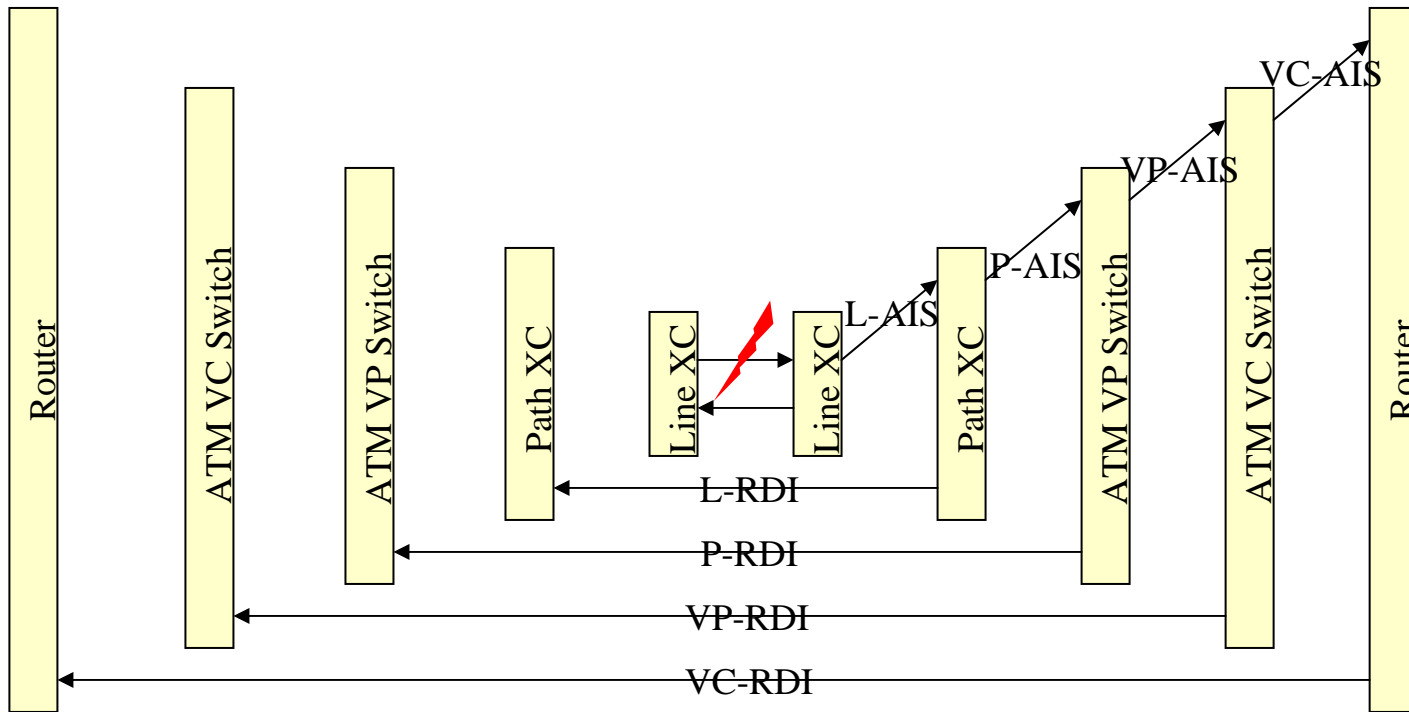 Router
ATM VC Switch
ATM VP Switch
Path XC
Line XC
Line XC
Path XC
ATM VP Switch
ATM VC Switch
Router
VC-AIS
VP-AIS
P-AIS
L-AIS
L-RDI
P-RDI
VP-RDI
VC-RDI